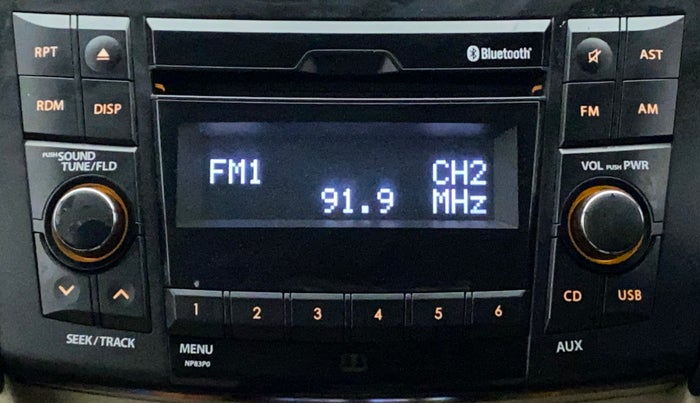 RPT
Bluetooth
AST
RDM
DISP
FM
AM
PUSH SOUND
TUNE/FLD
FM1 CH2
91.9 MHz
VOL PUSH PWR
1 2 3 4 5 6
CD
USB
SEEK/TRACK
MENU
NP83P0
AUX